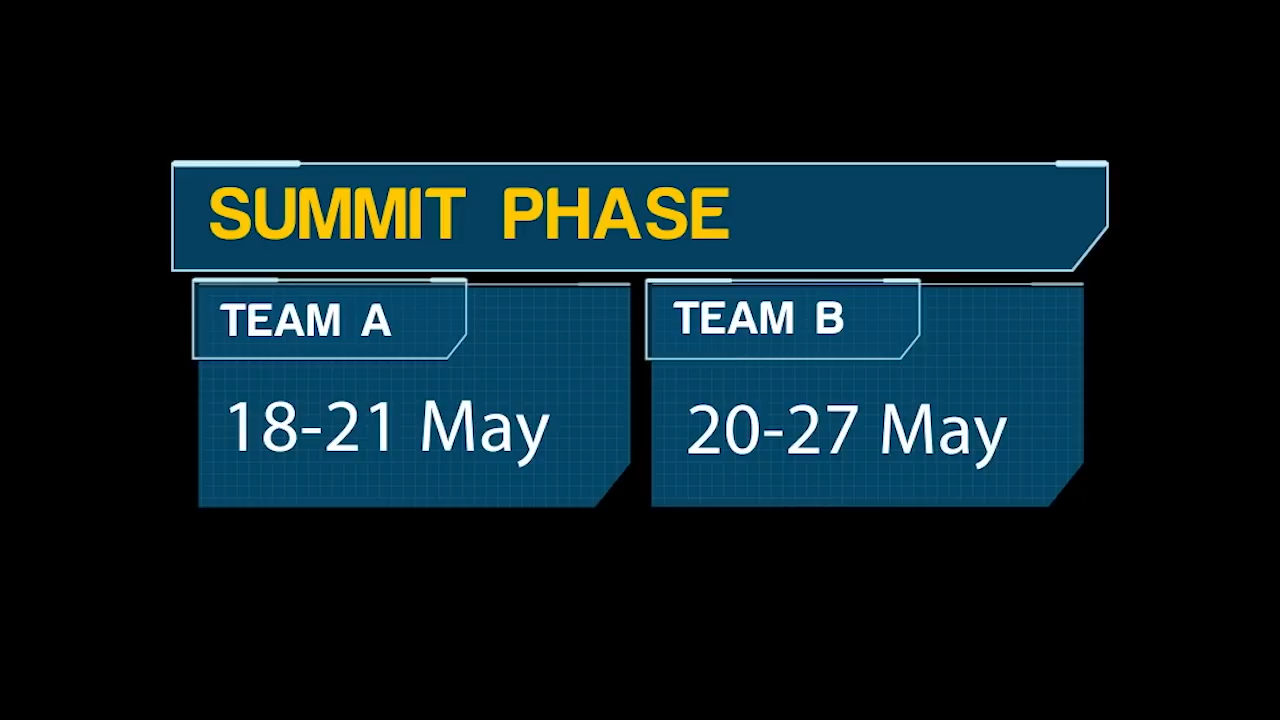 SUMMIT PHASE
TEAM A
18-21 May
TEAM B
20-27 May